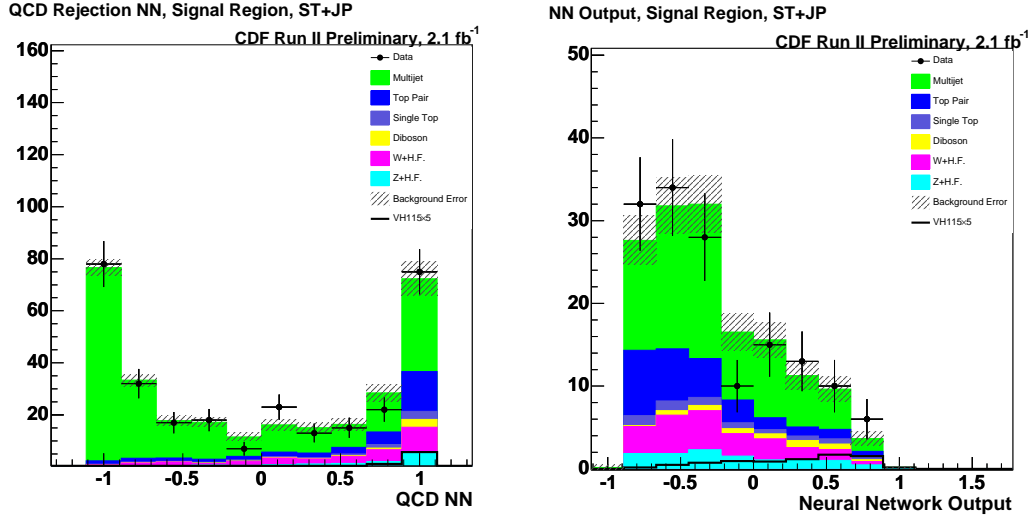 QCD Rejection NN, Signal Region, ST+JP
CDF Run II Preliminary, 2.1 fb⁻¹
160
140
120
100
80
60
40
20
Data
Multijet
Top Pair
Single Top
Diboson
W+H.F.
Z+H.F.
Background Error
VH115×5
-1 -0.5 0 0.5 1
QCD NN
NN Output, Signal Region, ST+JP
CDF Run II Preliminary, 2.1 fb⁻¹
50
40
30
20
10
0
Data
Multijet
Top Pair
Single Top
Diboson
W+H.F.
Z+H.F.
Background Error
VH115×5
-1 -0.5 0 0.5 1 1.5
Neural Network Output